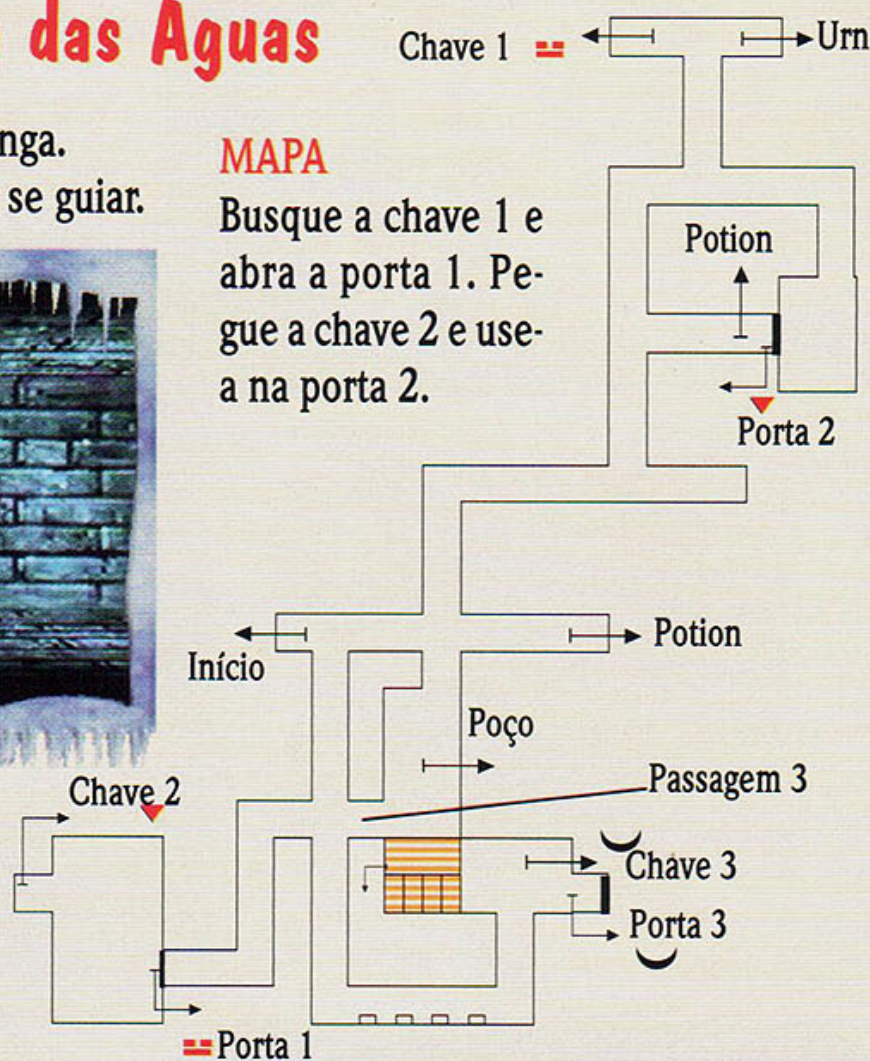 das Aguas
nga.
se guiar.
MAPA
Busque a chave 1 e
abra a porta 1. Pe-
gue a chave 2 e use-
a na porta 2.
Chave 1
Urn
Potion
Porta 2
Início
Potion
Poço
Passagem 3
Chave 2
Chave 3
Porta 3
Porta 1